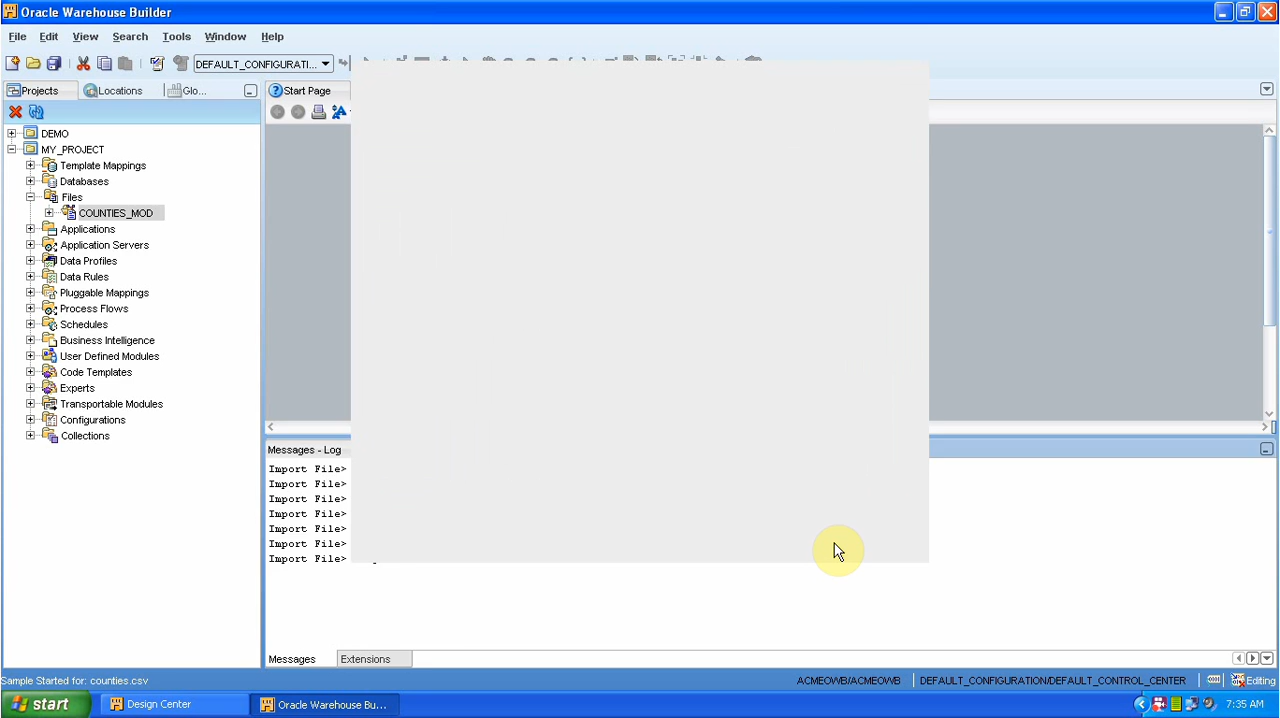 Oracle Warehouse Builder
File Edit View Search Tools Window Help
DEFAULT_CONFIGURATI...
Projects
Locations
Glo...
Start Page
DEMO
MY_PROJECT
Template Mappings
Databases
Files
COUNTIES_MOD
Applications
Application Servers
Data Profiles
Data Rules
Pluggable Mappings
Process Flows
Schedules
Business Intelligence
User Defined Modules
Code Templates
Experts
Transportable Modules
Configurations
Collections
Messages - Log
Import File>
Import File>
Import File>
Import File>
Import File>
Import File>
Import File>
Messages
Extensions
Sample Started for: counties.csv
ACMEOWB/ACMEOWB
DEFAULT_CONFIGURATION/DEFAULT_CONTROL_CENTER
Editing
start
Design Center
Oracle Warehouse Bu...
7:35 AM